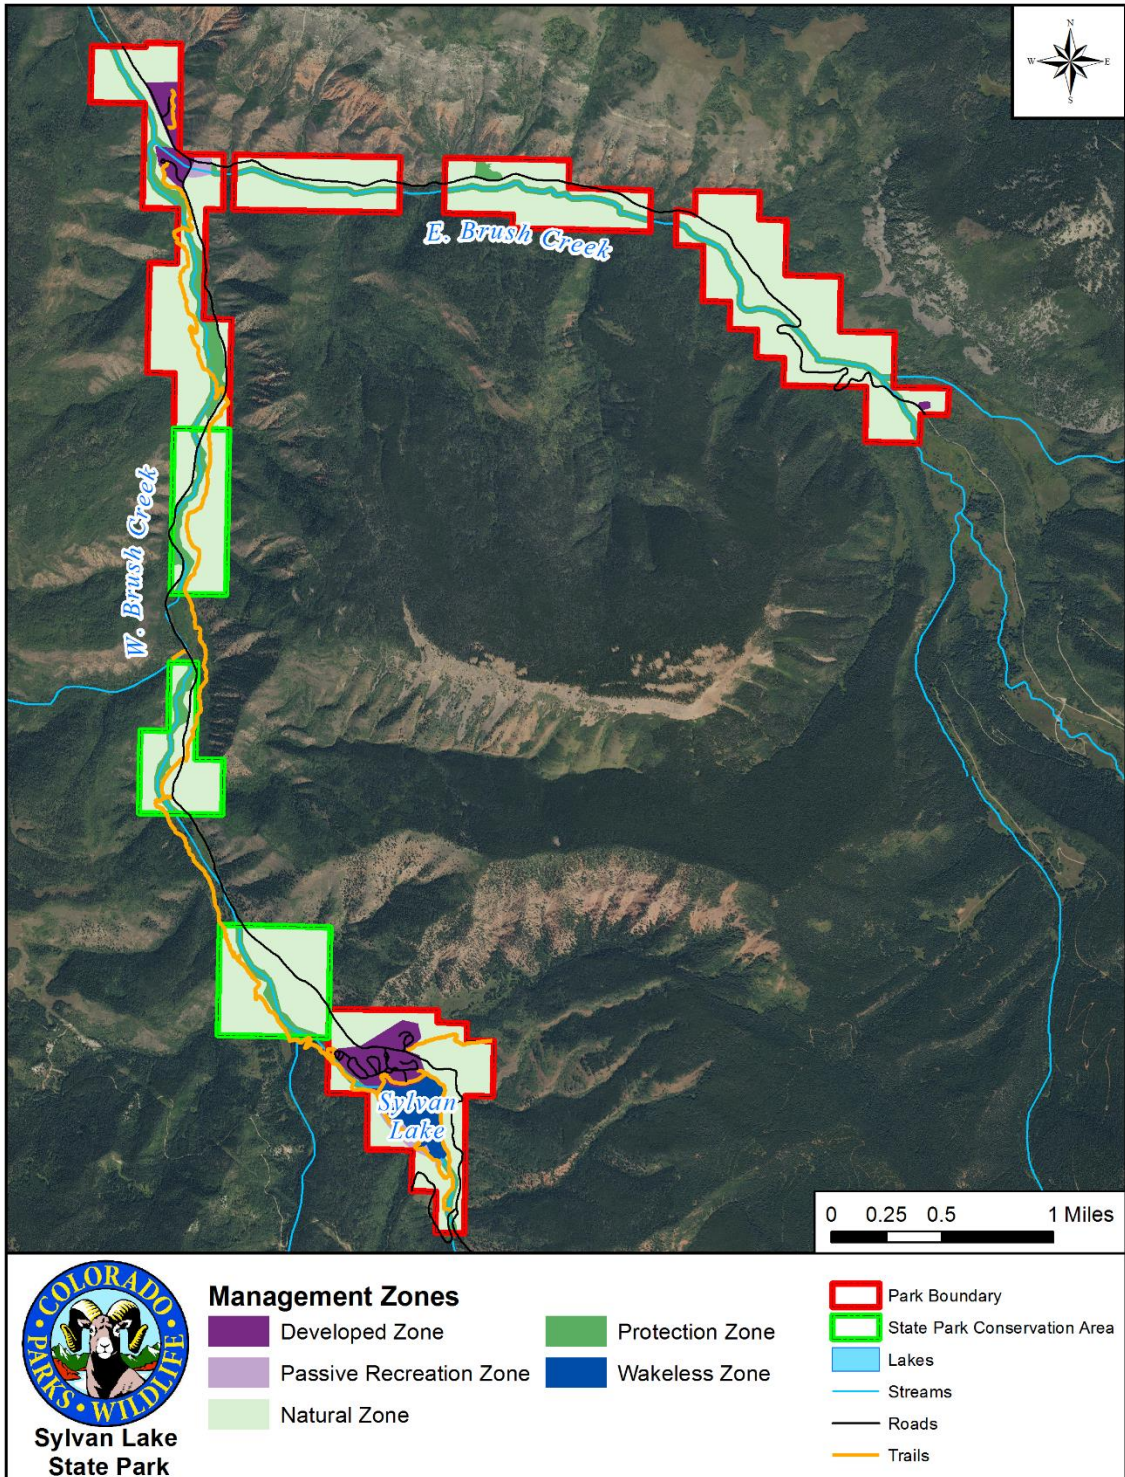 N
W E
S
E. Brush Creek
W. Brush Creek
Sylvan
Lake
0 0.25 0.5 1 Miles
COLORADO
PARKS • WILDLIFE
Sylvan Lake
State Park
Management Zones
Developed Zone
Passive Recreation Zone
Natural Zone
Protection Zone
Wakeless Zone
Park Boundary
State Park Conservation Area
Lakes
Streams
Roads
Trails